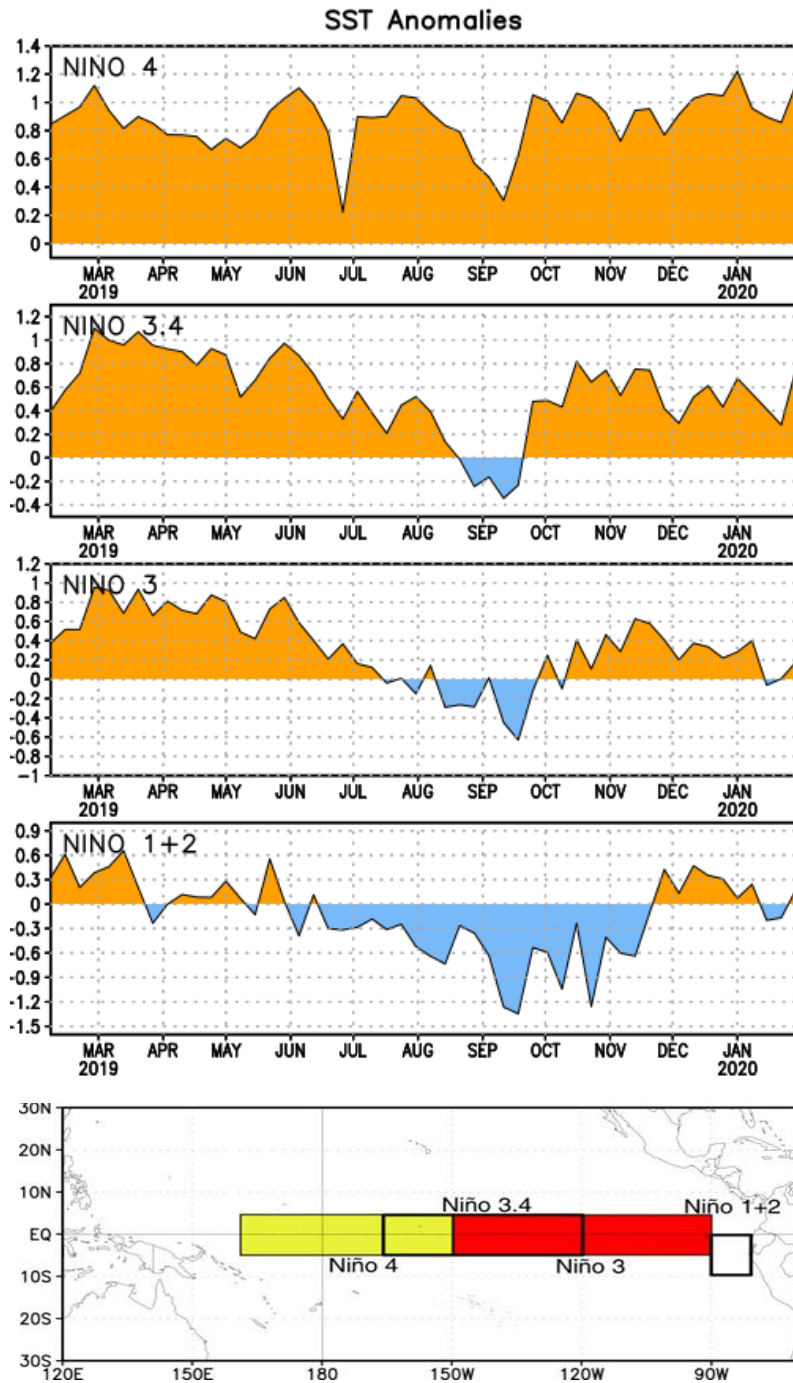 SST Anomalies
NINO 4
1.4
1.2
1
0.8
0.6
0.4
0.2
0
MAR APR MAY JUN JUL AUG SEP OCT NOV DEC JAN
2019 2020
NINO 3.4
1.2
1
0.8
0.6
0.4
0.2
0
-0.2
-0.4
MAR APR MAY JUN JUL AUG SEP OCT NOV DEC JAN
2019 2020
NINO 3
1.2
1
0.8
0.6
0.4
0.2
0
-0.2
-0.4
-0.6
-0.8
-1
MAR APR MAY JUN JUL AUG SEP OCT NOV DEC JAN
2019 2020
NINO 1+2
0.9
0.6
0.3
0
-0.3
-0.6
-0.9
-1.2
-1.5
MAR APR MAY JUN JUL AUG SEP OCT NOV DEC JAN
2019 2020
30N
20N
10N
EQ
10S
20S
30S
Niño 3.4 Niño 1+2
Niño 4 Niño 3
120E 150E 180 150W 120W 90W